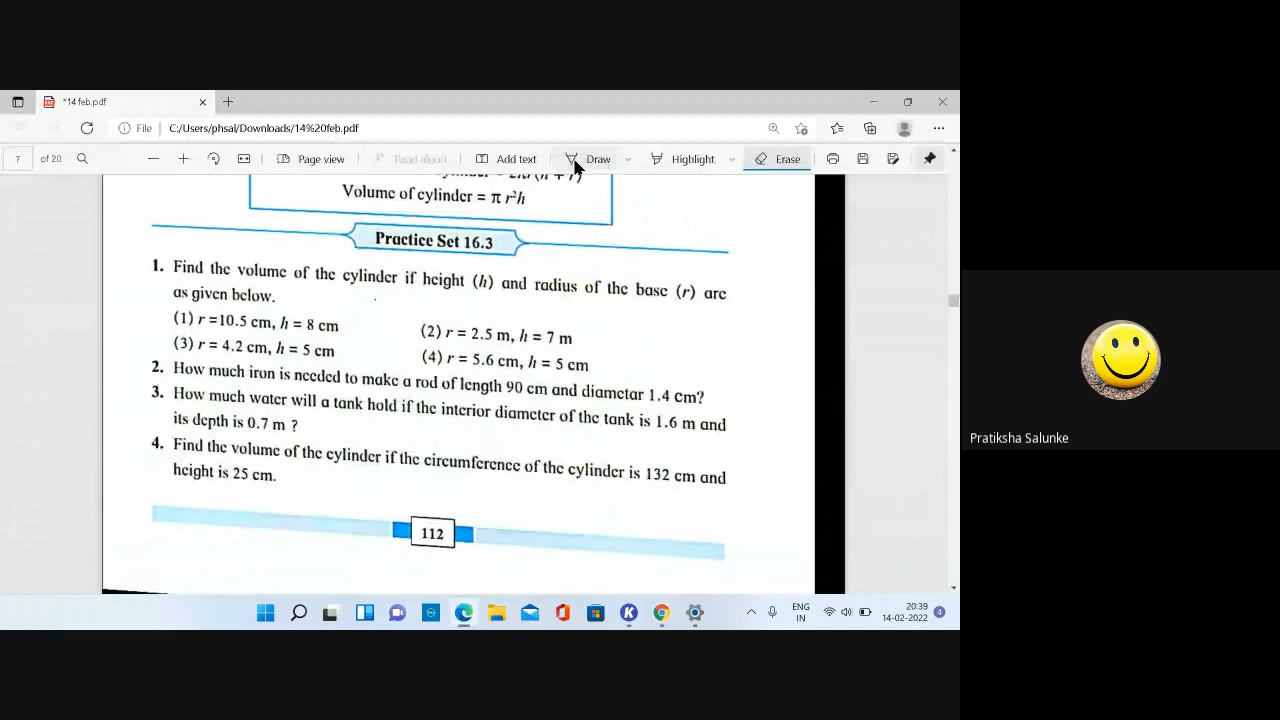 *14 feb.pdf
File C:/Users/phsal/Downloads/14%20feb.pdf
7 of 20 Page view Read aloud Add text Draw Highlight Erase
Volume of cylinder = π r²h
Practice Set 16.3
1. Find the volume of the cylinder if height (h) and radius of the base (r) are
as given below.
(1) r =10.5 cm, h = 8 cm (2) r = 2.5 m, h = 7 m
(3) r = 4.2 cm, h = 5 cm (4) r = 5.6 cm, h = 5 cm
2. How much iron is needed to make a rod of length 90 cm and diametar 1.4 cm?
3. How much water will a tank hold if the interior diameter of the tank is 1.6 m and
its depth is 0.7 m ?
4. Find the volume of the cylinder if the circumference of the cylinder is 132 cm and
height is 25 cm.
112
Pratiksha Salunke
ENG
IN
20:39
14-02-2022
4